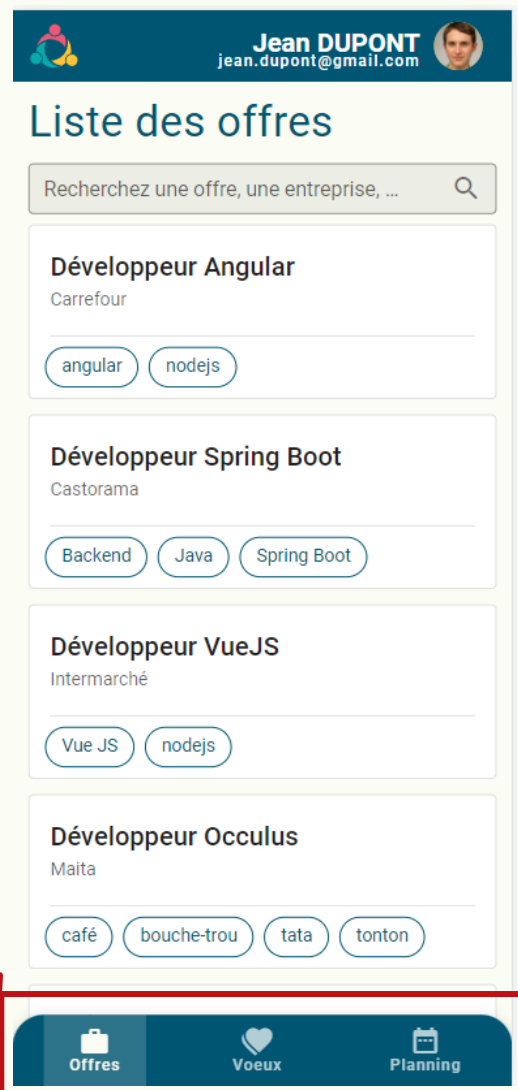 Jean DUPONT
jean.dupont@gmail.com
Liste des offres
Recherchez une offre, une entreprise, ...
Développeur Angular
Carrefour
angular nodejs
Développeur Spring Boot
Castorama
Backend Java Spring Boot
Développeur VueJS
Intermarché
Vue JS nodejs
Développeur Occulus
Maita
café bouche-trou tata tonton
Offres Voeux Planning